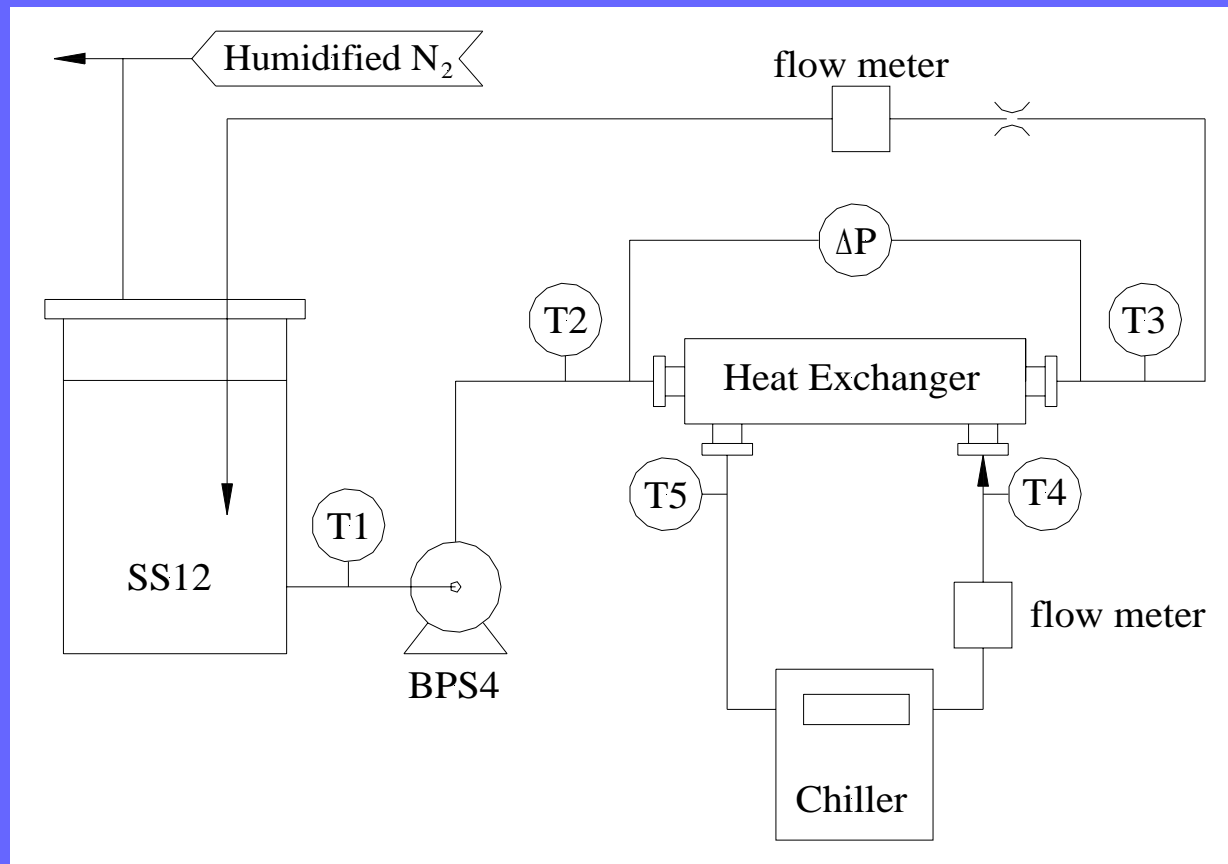 Humidified N₂
flow meter
ΔP
T2
T3
Heat Exchanger
T5
T4
T1
SS12
flow meter
BPS4
Chiller